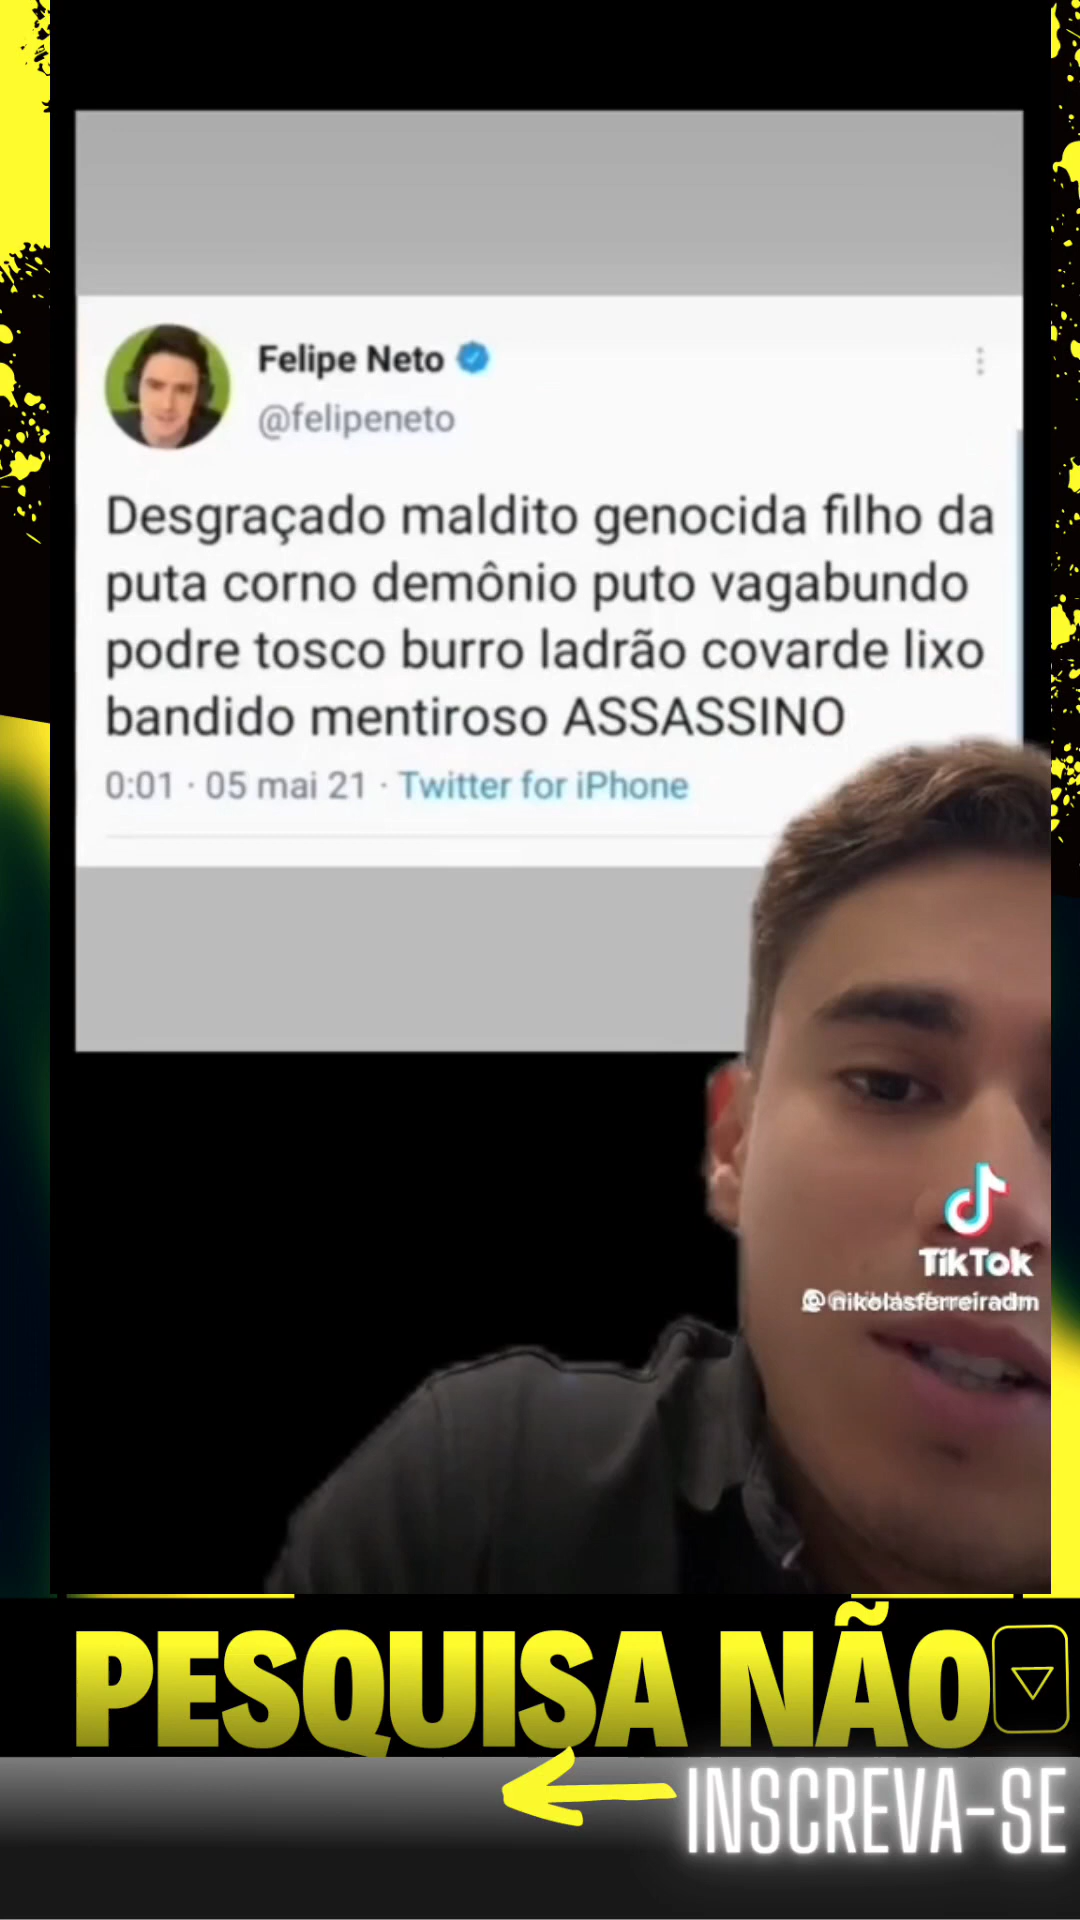 Felipe Neto
@felipeneto
Desgraçado maldito genocida filho da
puta corno demônio puto vagabundo
podre tosco burro ladrão covarde lixo
bandido mentiroso ASSASSINO
0:01 · 05 mai 21 · Twitter for iPhone
TikTok
@nikolasferreiradm
PESQUISA NÃO
INSCREVA-SE